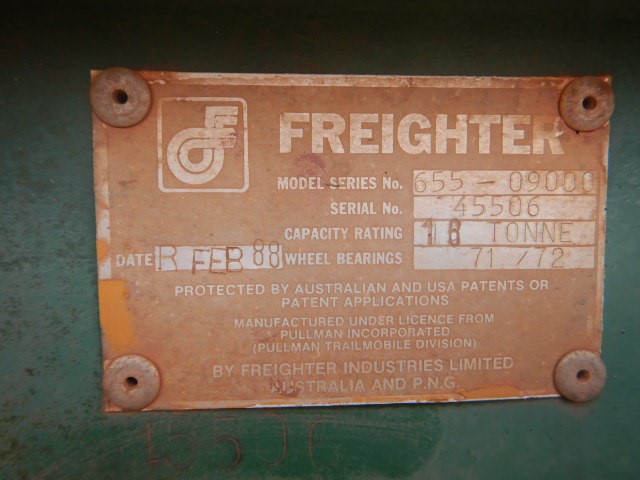 FREIGHTER
MODEL SERIES No. 655-09000
SERIAL No. 45506
CAPACITY RATING 18 TONNE
DATE R FEB 88 WHEEL BEARINGS 71/72
PROTECTED BY AUSTRALIAN AND USA PATENTS OR
PATENT APPLICATIONS
MANUFACTURED UNDER LICENCE FROM
PULLMAN INCORPORATED
(PULLMAN TRAILMOBILE DIVISION)
BY FREIGHTER INDUSTRIES LIMITED
AUSTRALIA AND P.N.G.